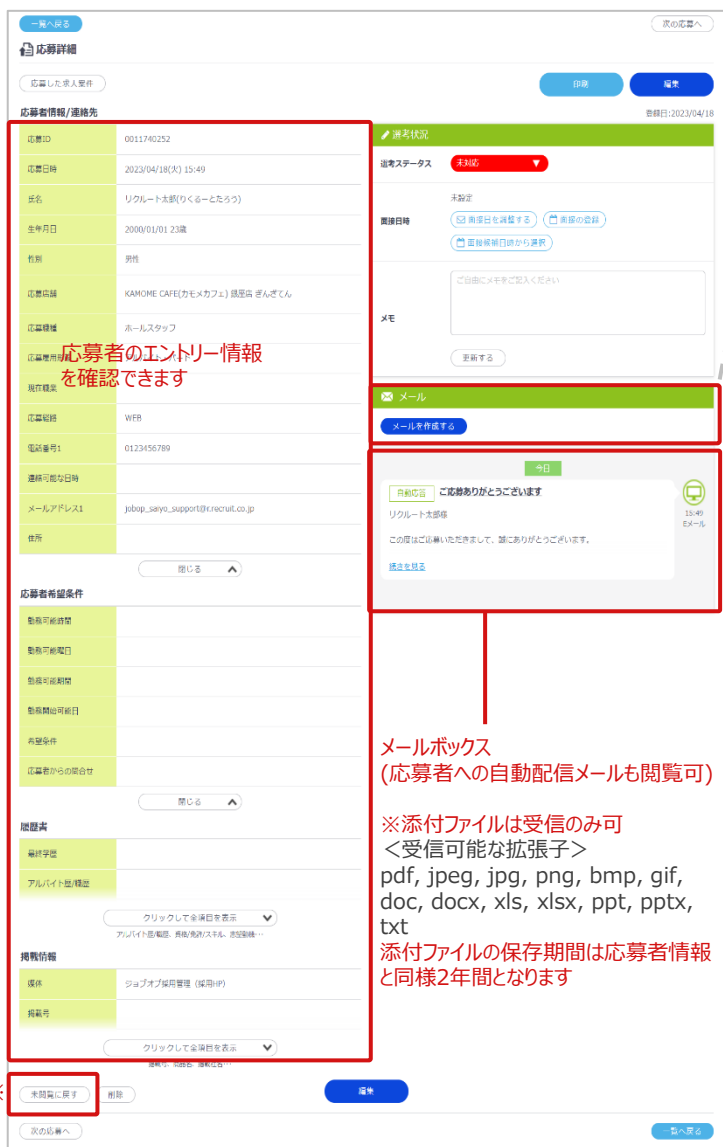 一覧へ戻る
次の応募へ
応募詳細
応募した求人案件
印刷
編集
応募者情報/連絡先
登録日:2023/04/18
応募ID
0011740252
応募日時
2023/04/18(火) 15:49
氏名
リクルート太郎(りくるーとたろう)
生年月日
2000/01/01 23歳
性別
男性
応募店舗
KAMOME CAFE(カモメカフェ) 銀座店 ぎんざてん
応募職種
ホールスタッフ
応募者のエントリー情報
を確認できます
現在職業
応募経路
WEB
電話番号1
0123456789
連絡可能な日時
メールアドレス1
jobop_saiyo_support@r.recruit.co.jp
住所
閉じる
応募者希望条件
勤務可能時間
勤務可能曜日
勤務可能期間
勤務開始可能日
希望条件
応募者からの問合せ
閉じる
履歴書
最終学歴
アルバイト歴/職歴
クリックして全項目を表示
アルバイト歴/職歴、資格/免許/スキル、志望動機…
掲載情報
媒体
ジョブオプ採用管理（採用HP）
掲載号
クリックして全項目を表示
選考状況
選考ステータス
未対応
面接日時
未設定
面接日を調整する
面接の登録
面接候補日時から選択
メモ
ご自由にメモをご記入ください
更新する
メール
メールを作成する
今日
自動応答 ご応募ありがとうございます
リクルート太郎様
この度はご応募いただきまして、誠にありがとうございます。
続きを見る
15:49
Eメール
メールボックス
(応募者への自動配信メールも閲覧可)
※添付ファイルは受信のみ可
＜受信可能な拡張子＞
pdf, jpeg, jpg, png, bmp, gif,
doc, docx, xls, xlsx, ppt, pptx,
txt
添付ファイルの保存期間は応募者情報
と同様2年間となります
未閲覧に戻す
削除
編集
次の応募へ
一覧へ戻る